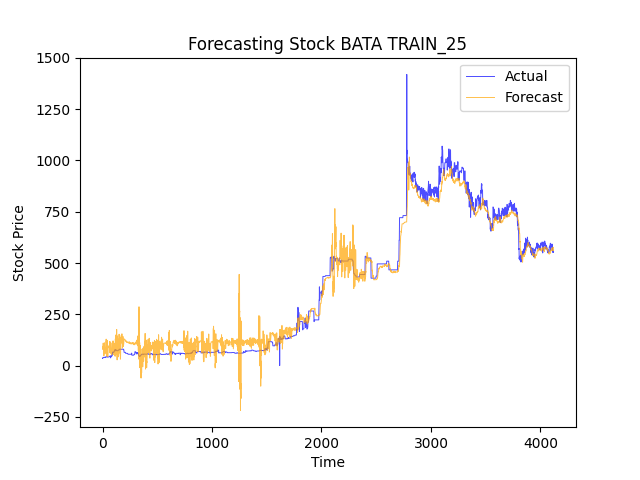 Forecasting Stock BATA TRAIN_25
Actual
Forecast
1500
1250
1000
750
500
250
0
−250
Stock Price
0 1000 2000 3000 4000
Time